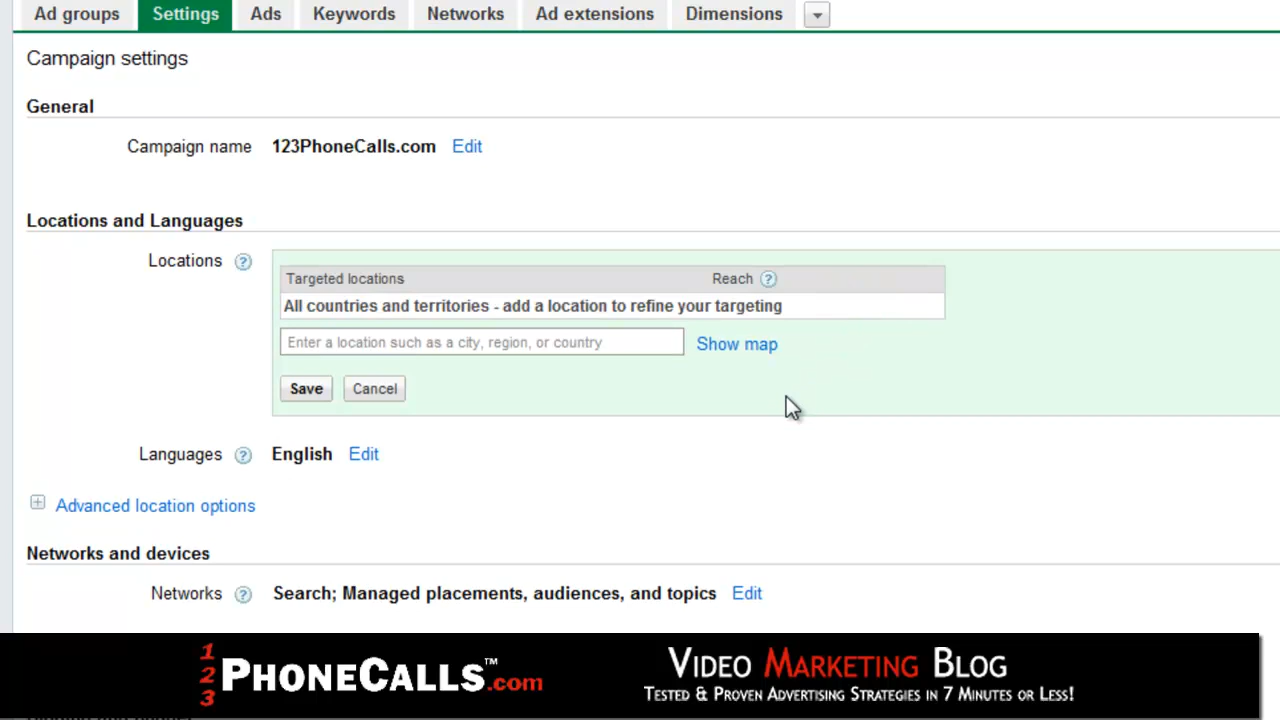 Ad groups Settings Ads Keywords Networks Ad extensions Dimensions
Campaign settings
General
Campaign name 123PhoneCalls.com Edit
Locations and Languages
Locations ?
Targeted locations Reach ?
All countries and territories - add a location to refine your targeting
Enter a location such as a city, region, or country Show map
Save Cancel
Languages ? English Edit
Advanced location options
Networks and devices
Networks ? Search; Managed placements, audiences, and topics Edit
123 PHONECALLS™.com
VIDEO MARKETING BLOG
TESTED & PROVEN ADVERTISING STRATEGIES IN 7 MINUTES OR LESS!